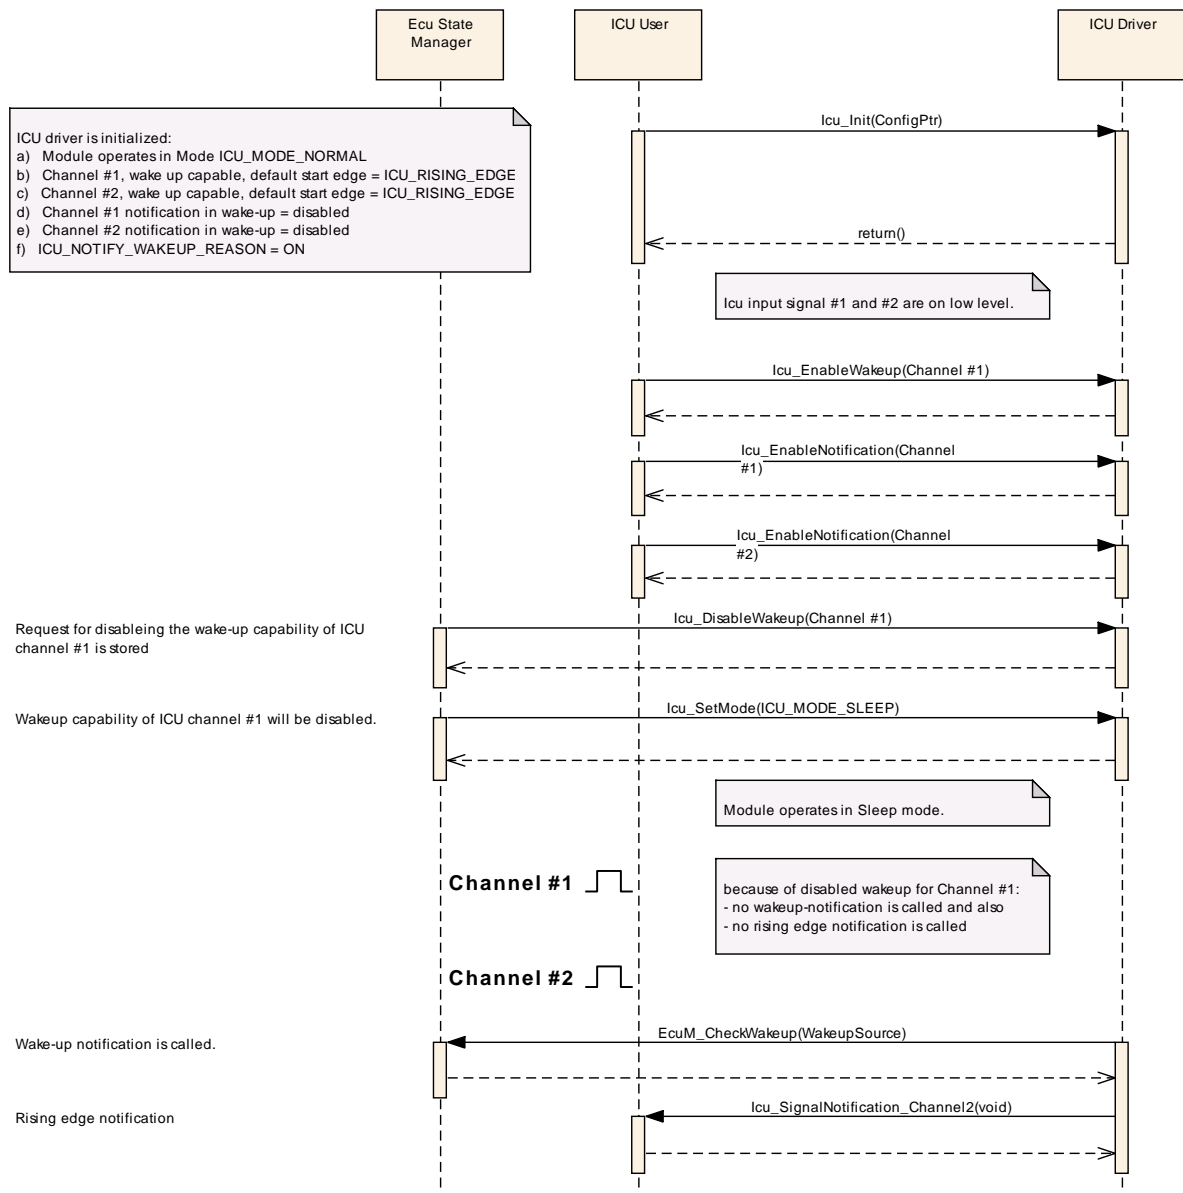 Ecu State
Manager
ICU User
ICU Driver
ICU driver is initialized:
a) Module operates in Mode ICU_MODE_NORMAL
b) Channel #1, wake up capable, default start edge = ICU_RISING_EDGE
c) Channel #2, wake up capable, default start edge = ICU_RISING_EDGE
d) Channel #1 notification in wake-up = disabled
e) Channel #2 notification in wake-up = disabled
f) ICU_NOTIFY_WAKEUP_REASON = ON
Icu_Init(ConfigPtr)
return()
Icu input signal #1 and #2 are on low level.
Icu_EnableWakeup(Channel #1)
Icu_EnableNotification(Channel
#1)
Icu_EnableNotification(Channel
#2)
Request for disableing the wake-up capability of ICU
channel #1 is stored
Icu_DisableWakeup(Channel #1)
Wakeup capability of ICU channel #1 will be disabled.
Icu_SetMode(ICU_MODE_SLEEP)
Module operates in Sleep mode.
Channel #1
because of disabled wakeup for Channel #1:
- no wakeup-notification is called and also
- no rising edge notification is called
Channel #2
Wake-up notification is called.
EcuM_CheckWakeup(WakeupSource)
Rising edge notification
Icu_SignalNotification_Channel2(void)